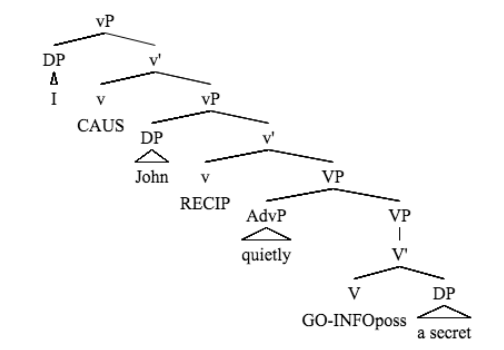 vP
DP v'
I v vP
CAUS DP v'
John v VP
RECIP AdvP VP
quietly V'
V DP
GO-INFOposs a secret